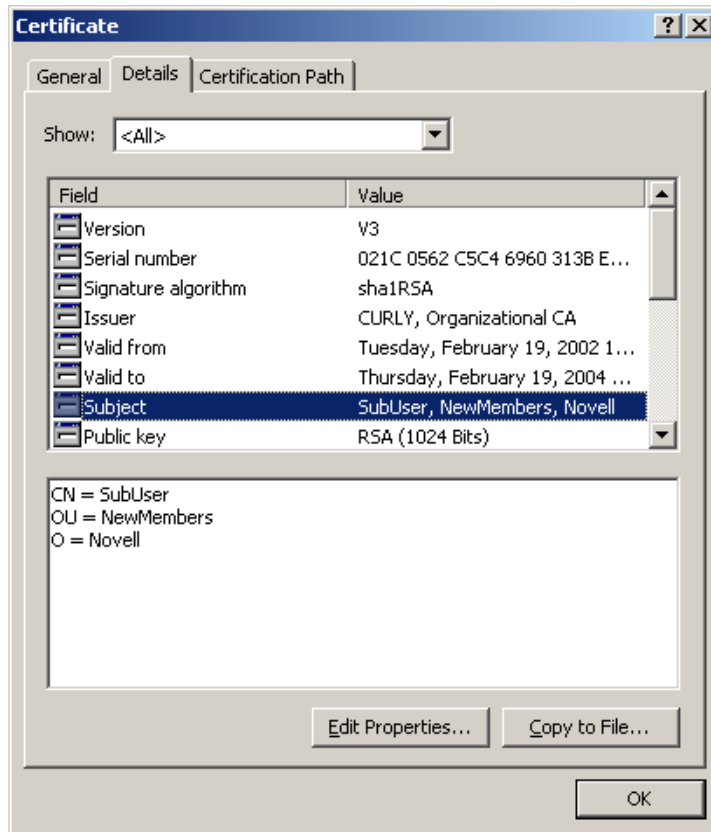 Certificate
General Details Certification Path
Show: <All>
Field Value
Version V3
Serial number 021C 0562 C5C4 6960 313B E...
Signature algorithm sha1RSA
Issuer CURLY, Organizational CA
Valid from Tuesday, February 19, 2002 1...
Valid to Thursday, February 19, 2004 ...
Subject SubUser, NewMembers, Novell
Public key RSA (1024 Bits)
CN = SubUser
OU = NewMembers
O = Novell
Edit Properties... Copy to File...
OK